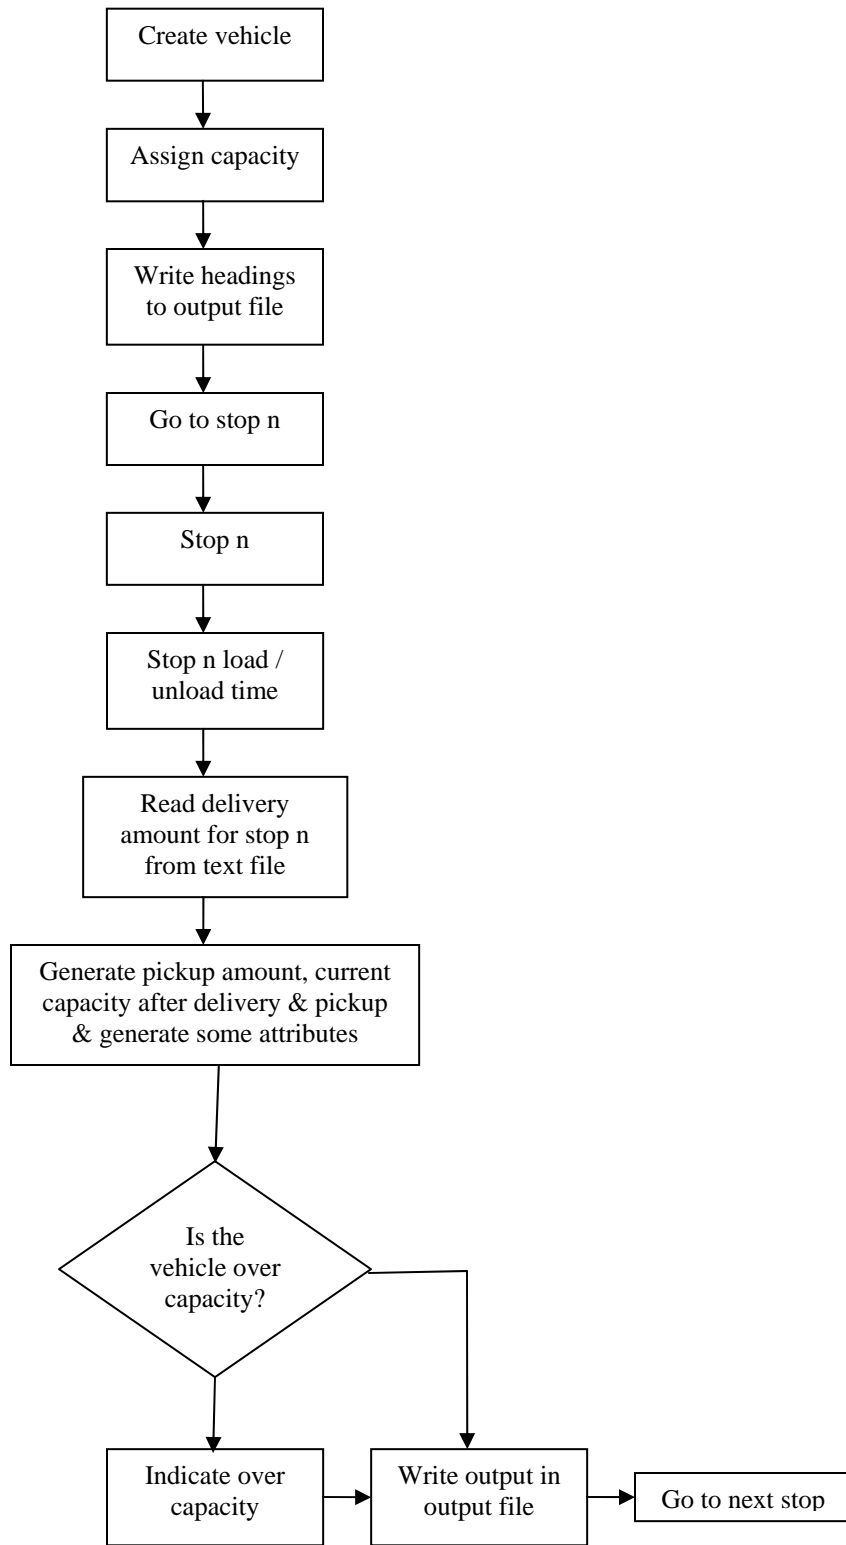 Create vehicle
Assign capacity
Write headings
to output file
Go to stop n
Stop n
Stop n load /
unload time
Read delivery
amount for stop n
from text file
Generate pickup amount, current
capacity after delivery & pickup
& generate some attributes
Is the
vehicle over
capacity?
Indicate over
capacity
Write output in
output file
Go to next stop